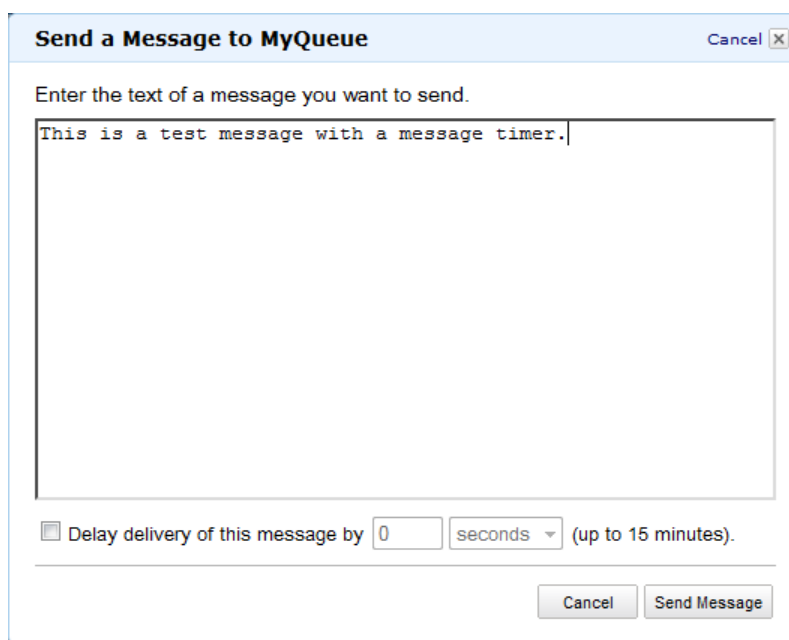 Send a Message to MyQueue Cancel
Enter the text of a message you want to send.
This is a test message with a message timer.
Delay delivery of this message by 0 seconds (up to 15 minutes).
Cancel Send Message